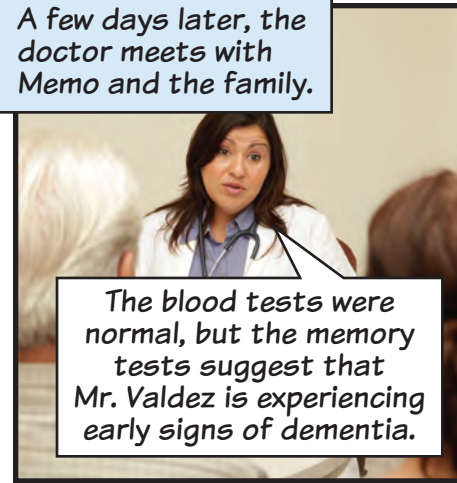 A few days later, the
doctor meets with
Memo and the family.
The blood tests were
normal, but the memory
tests suggest that
Mr. Valdez is experiencing
early signs of dementia.